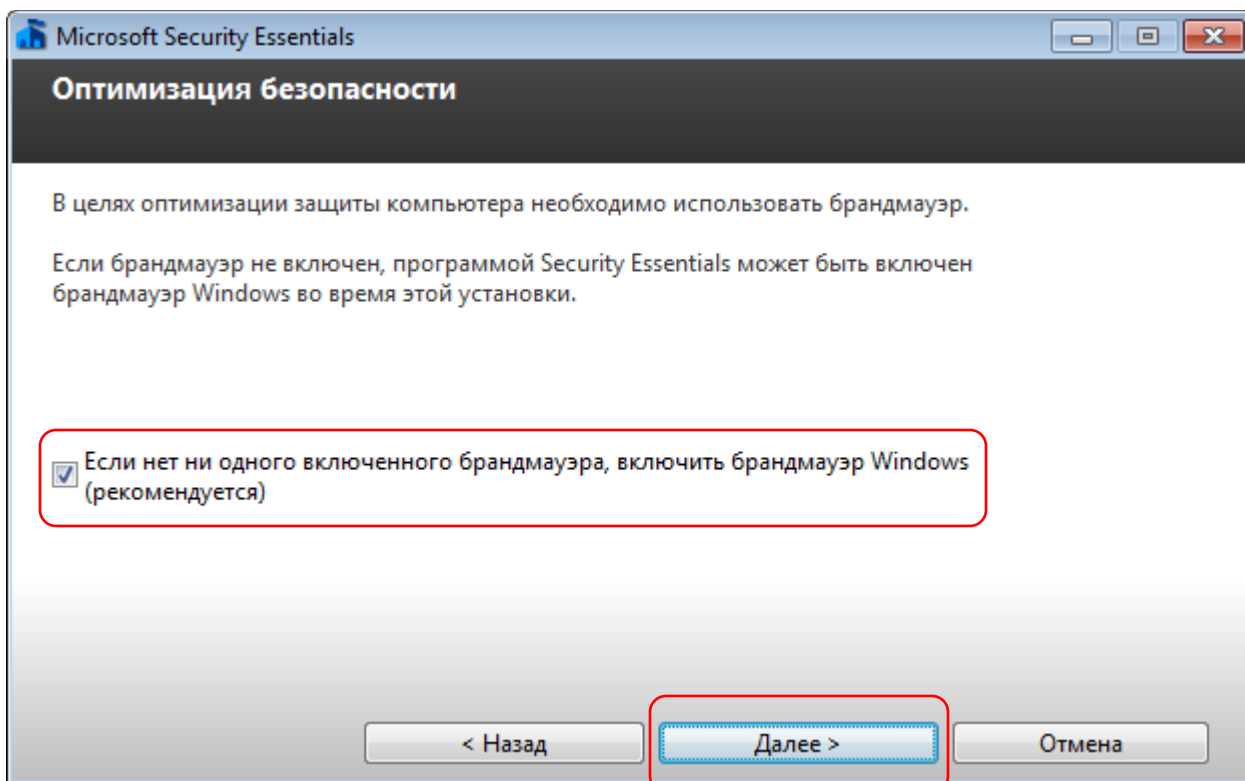 Microsoft Security Essentials
Оптимизация безопасности
В целях оптимизации защиты компьютера необходимо использовать брандмауэр.
Если брандмауэр не включен, программой Security Essentials может быть включен
брандмауэр Windows во время этой установки.
Если нет ни одного включенного брандмауэра, включить брандмауэр Windows
(рекомендуется)
< Назад
Далее >
Отмена